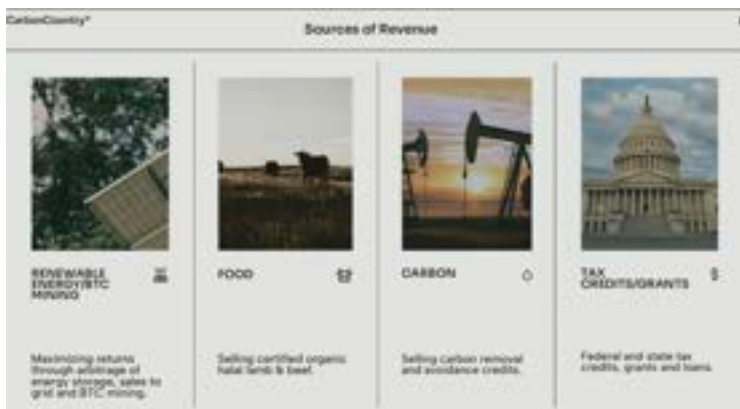 CarbonCountry®
Sources of Revenue
RENEWABLE
ENERGY/BTC
MINING
Maximizing returns
through arbitrage of
energy storage, sales to
grid and BTC mining.
FOOD
Selling certified organic
halal lamb & beef.
CARBON
Selling carbon removal
and avoidance credits.
TAX
CREDITS/GRANTS
$
Federal and state tax
credits, grants and loans.